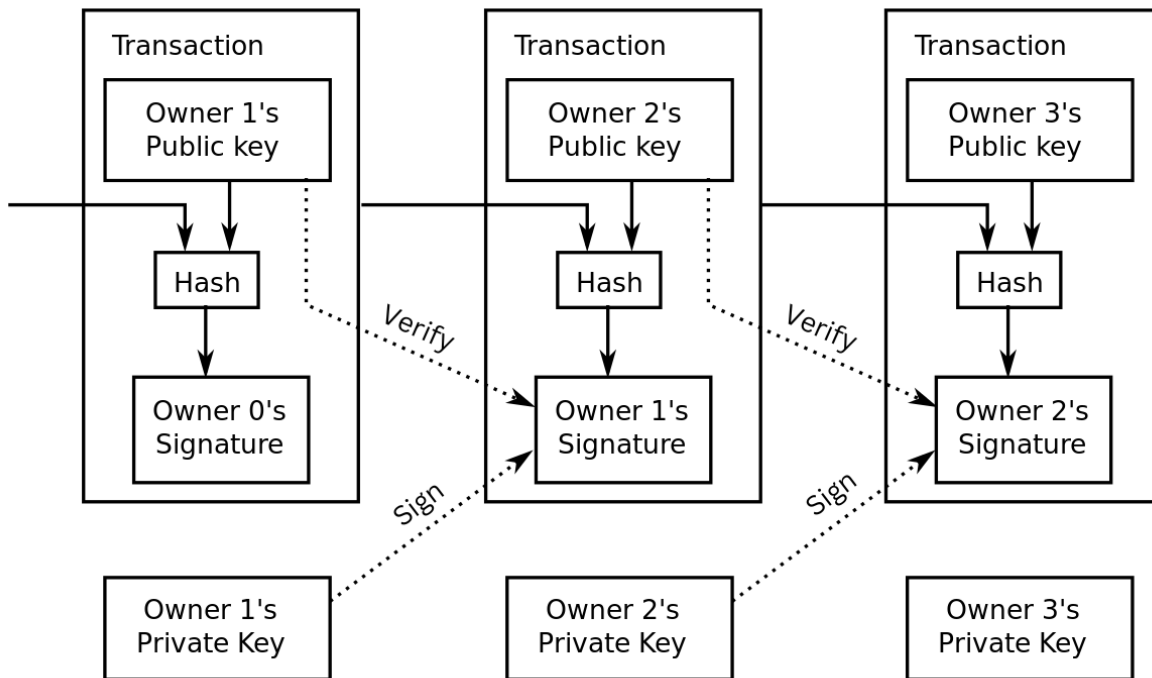 Transaction
Owner 1's
Public key
Hash
Verify
Owner 0's
Signature
Sign
Owner 1's
Private Key
Transaction
Owner 2's
Public key
Hash
Verify
Owner 1's
Signature
Sign
Owner 2's
Private Key
Transaction
Owner 3's
Public key
Hash
Owner 2's
Signature
Owner 3's
Private Key